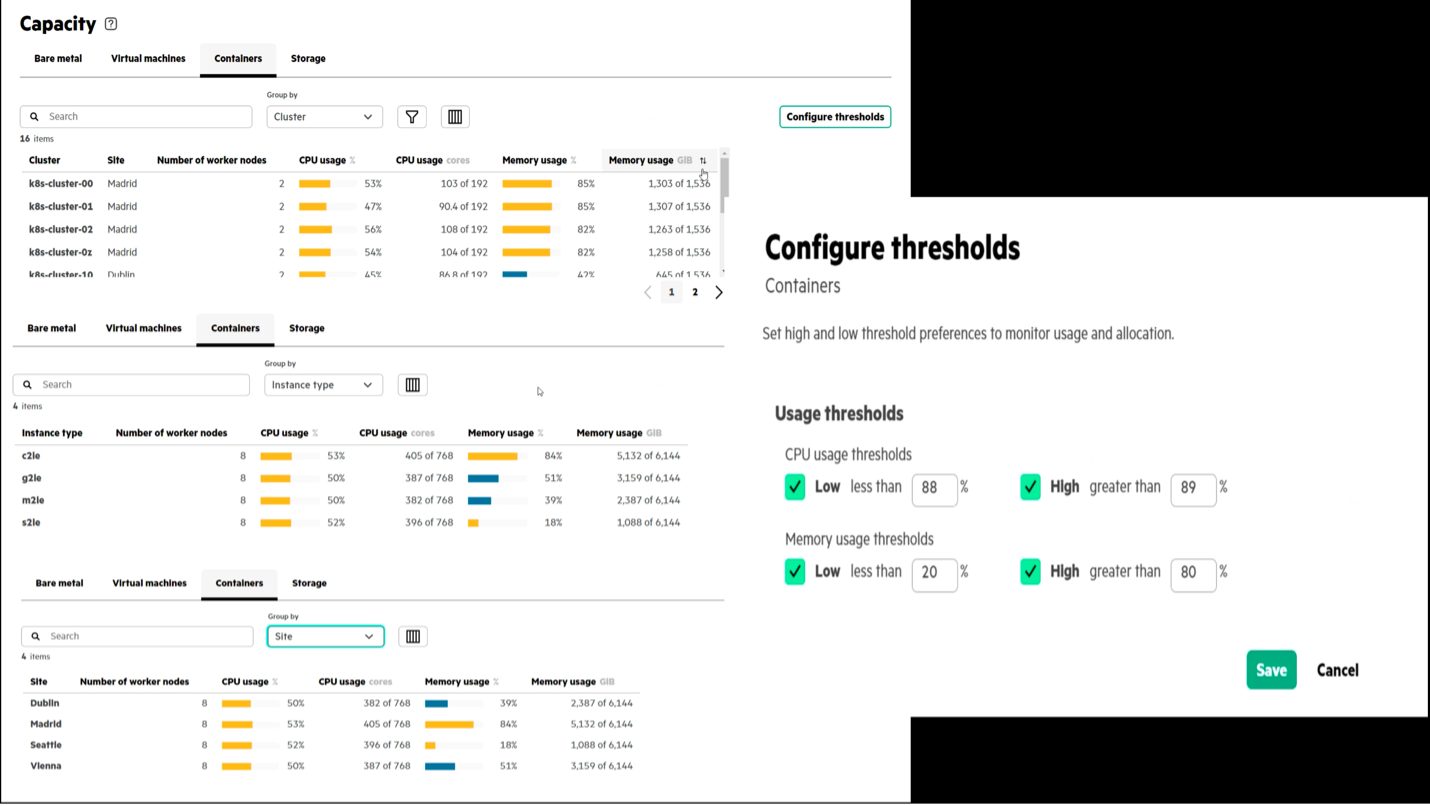 Capacity ?
Bare metal Virtual machines Containers Storage
Group by
Search Cluster Configure thresholds
16 items
Cluster Site Number of worker nodes CPU usage % CPU usage cores Memory usage % Memory usage GIB
k8s-cluster-00 Madrid 2 53% 103 of 192 85% 1,303 of 1,536
k8s-cluster-01 Madrid 2 47% 90.4 of 192 85% 1,307 of 1,536
k8s-cluster-02 Madrid 2 56% 108 of 192 82% 1,263 of 1,536
k8s-cluster-0z Madrid 2 54% 104 of 192 82% 1,258 of 1,536
k8s-cluster-10 Dublin 2 45% 86.8 of 192 42% 645 of 1,536
1 2
Bare metal Virtual machines Containers Storage
Group by
Search Instance type
4 items
Instance type Number of worker nodes CPU usage % CPU usage cores Memory usage % Memory usage GIB
c2ie 8 53% 405 of 768 84% 5,132 of 6,144
g2ie 8 50% 387 of 768 51% 3,159 of 6,144
m2ie 8 50% 382 of 768 39% 2,387 of 6,144
s2ie 8 52% 396 of 768 18% 1,088 of 6,144
Bare metal Virtual machines Containers Storage
Group by
Search Site
4 items
Site Number of worker nodes CPU usage % CPU usage cores Memory usage % Memory usage GIB
Dublin 8 50% 382 of 768 39% 2,387 of 6,144
Madrid 8 53% 405 of 768 84% 5,132 of 6,144
Seattle 8 52% 396 of 768 18% 1,088 of 6,144
Vienna 8 50% 387 of 768 51% 3,159 of 6,144
Configure thresholds
Containers
Set high and low threshold preferences to monitor usage and allocation.
Usage thresholds
CPU usage thresholds
Low less than 88 % High greater than 89 %
Memory usage thresholds
Low less than 20 % High greater than 80 %
Save Cancel